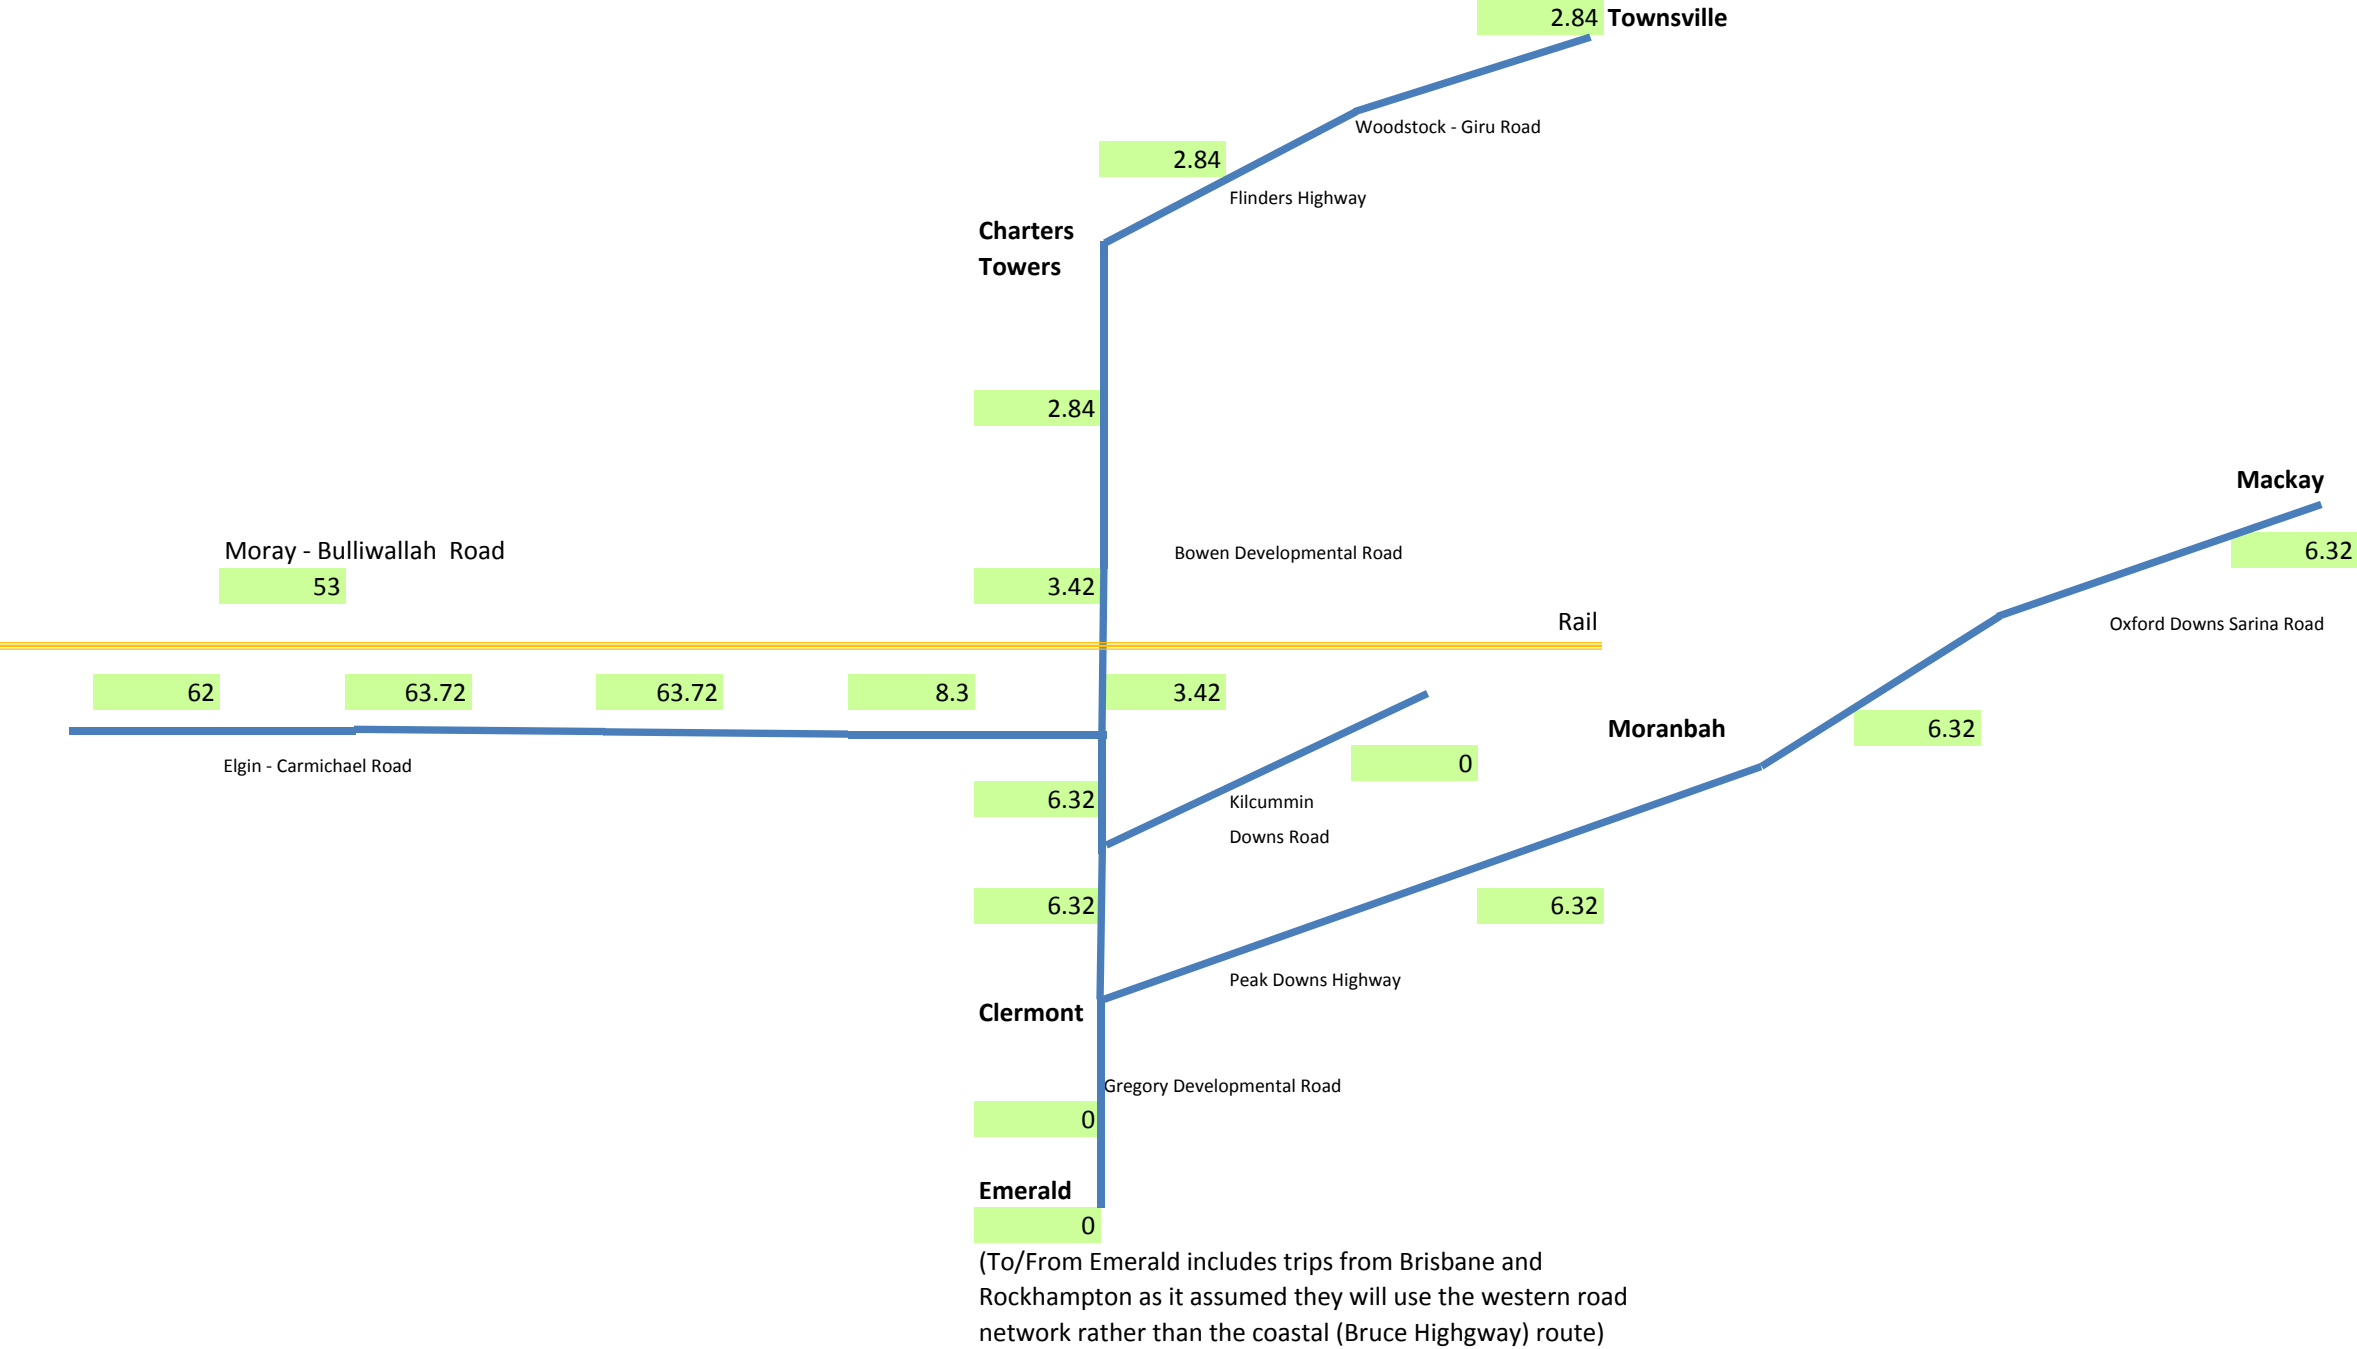 2.84 Townsville
Woodstock - Giru Road
2.84
Flinders Highway
Charters
Towers
2.84
Mackay
Moray - Bulliwallah  Road
Bowen Developmental Road
6.32
53
3.42
Rail
Oxford Downs Sarina Road
62
63.72
63.72
8.3
3.42
Moranbah
6.32
Elgin - Carmichael Road
0
6.32
Kilcummin
Downs Road
6.32
6.32
Peak Downs Highway
Clermont
Gregory Developmental Road
0
Emerald
0
(To/From Emerald includes trips from Brisbane and
Rockhampton as it assumed they will use the western road
network rather than the coastal (Bruce Highgway) route)